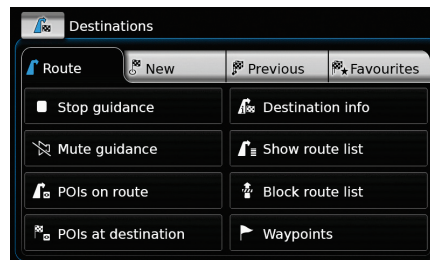 Destinations
Route
New
Previous
Favourites
Stop guidance
Destination info
Mute guidance
Show route list
POIs on route
Block route list
POIs at destination
Waypoints